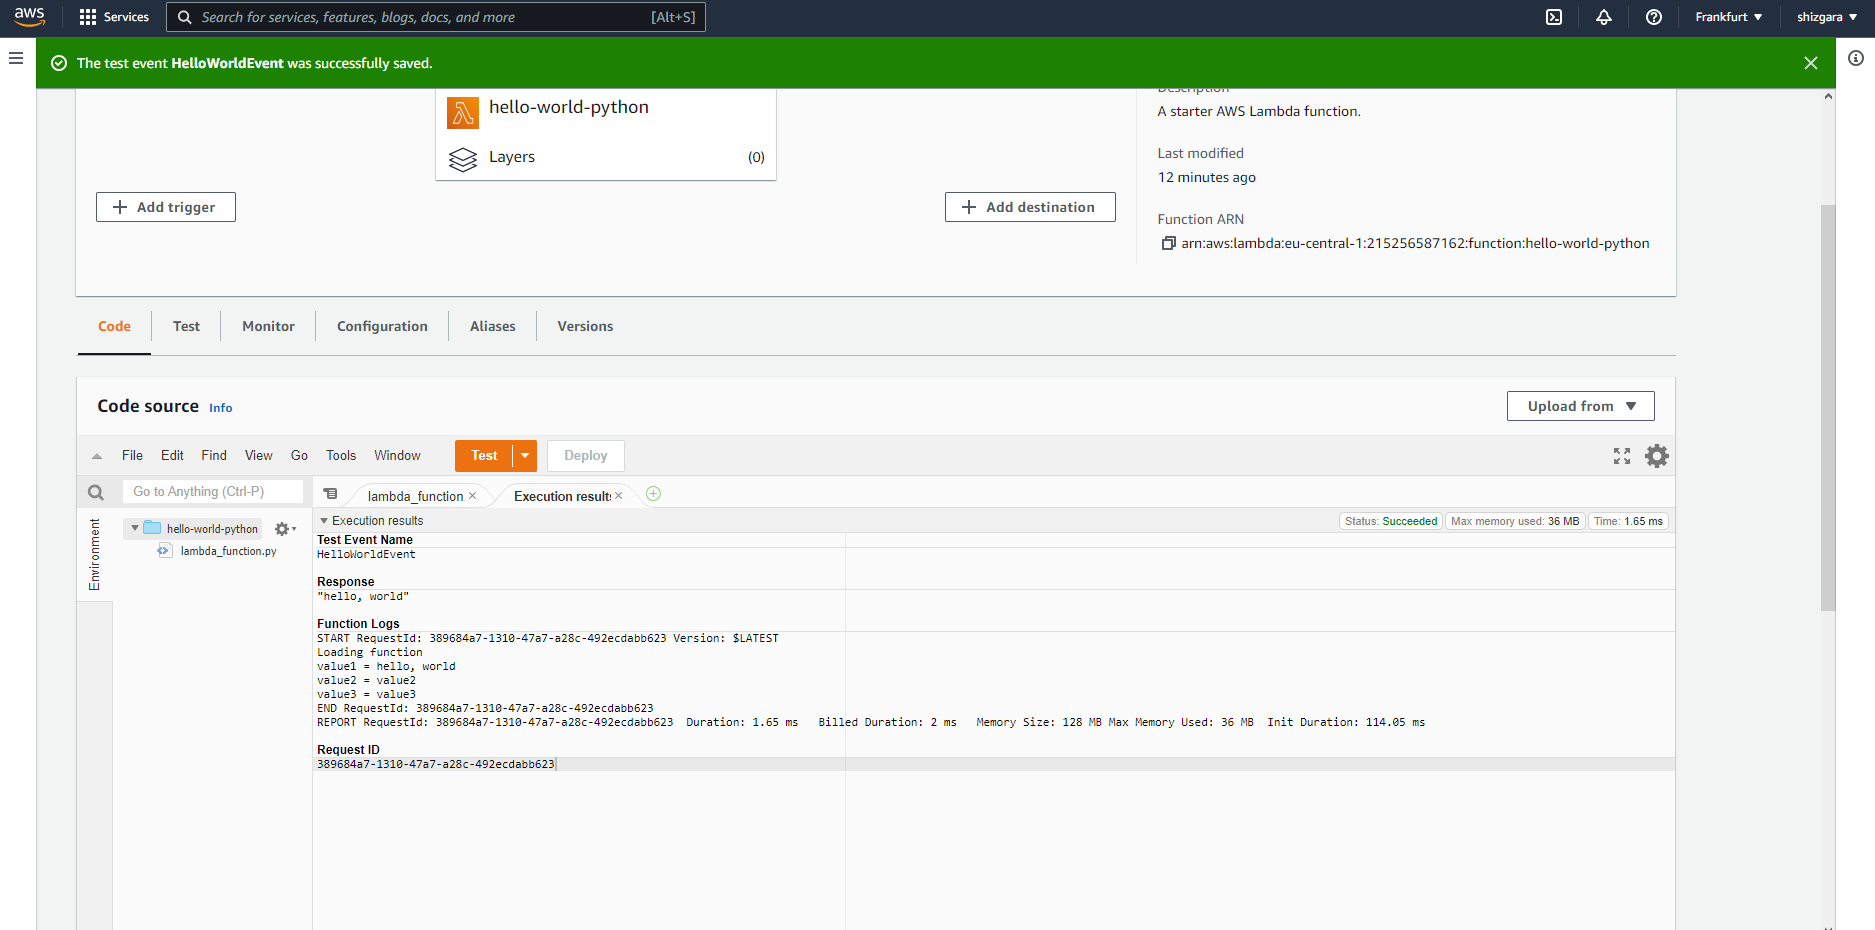 aws
Services
Search for services, features, blogs, docs, and more
[Alt+S]
Frankfurt
shizgara
The test event HelloWorldEvent was successfully saved.
hello-world-python
Layers
(0)
Add trigger
Add destination
Description
A starter AWS Lambda function.
Last modified
12 minutes ago
Function ARN
arn:aws:lambda:eu-central-1:215256587162:function:hello-world-python
Code
Test
Monitor
Configuration
Aliases
Versions
Code source Info
Upload from
File Edit Find View Go Tools Window
Test
Deploy
Go to Anything (Ctrl-P)
lambda_function
Execution results
Environment
hello-world-python
lambda_function.py
Execution results
Status: Succeeded
Max memory used: 36 MB
Time: 1.65 ms
Test Event Name
HelloWorldEvent
Response
"hello, world"
Function Logs
START RequestId: 389684a7-1310-47a7-a28c-492ecdabb623 Version: $LATEST
Loading function
value1 = hello, world
value2 = value2
value3 = value3
END RequestId: 389684a7-1310-47a7-a28c-492ecdabb623
REPORT RequestId: 389684a7-1310-47a7-a28c-492ecdabb623 Duration: 1.65 ms Billed Duration: 2 ms Memory Size: 128 MB Max Memory Used: 36 MB Init Duration: 114.05 ms
Request ID
389684a7-1310-47a7-a28c-492ecdabb623